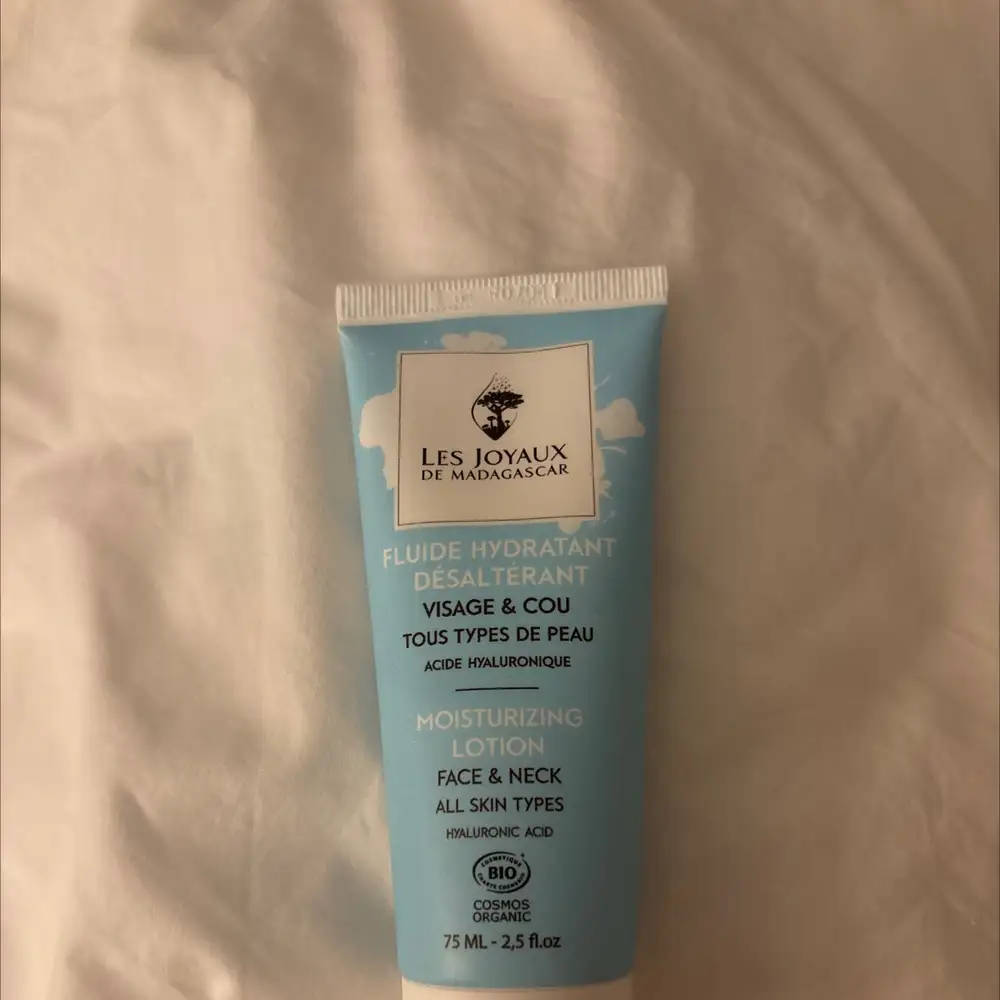 LES JOYAUX
DE MADAGASCAR
FLUIDE HYDRATANT
DÉSALTÉRANT
VISAGE & COU
TOUS TYPES DE PEAU
ACIDE HYALURONIQUE
MOISTURIZING
LOTION
FACE & NECK
ALL SKIN TYPES
HYALURONIC ACID
COSMETIQUE
BIO
COSMOS
ORGANIC
75 ML - 2,5 fl.oz